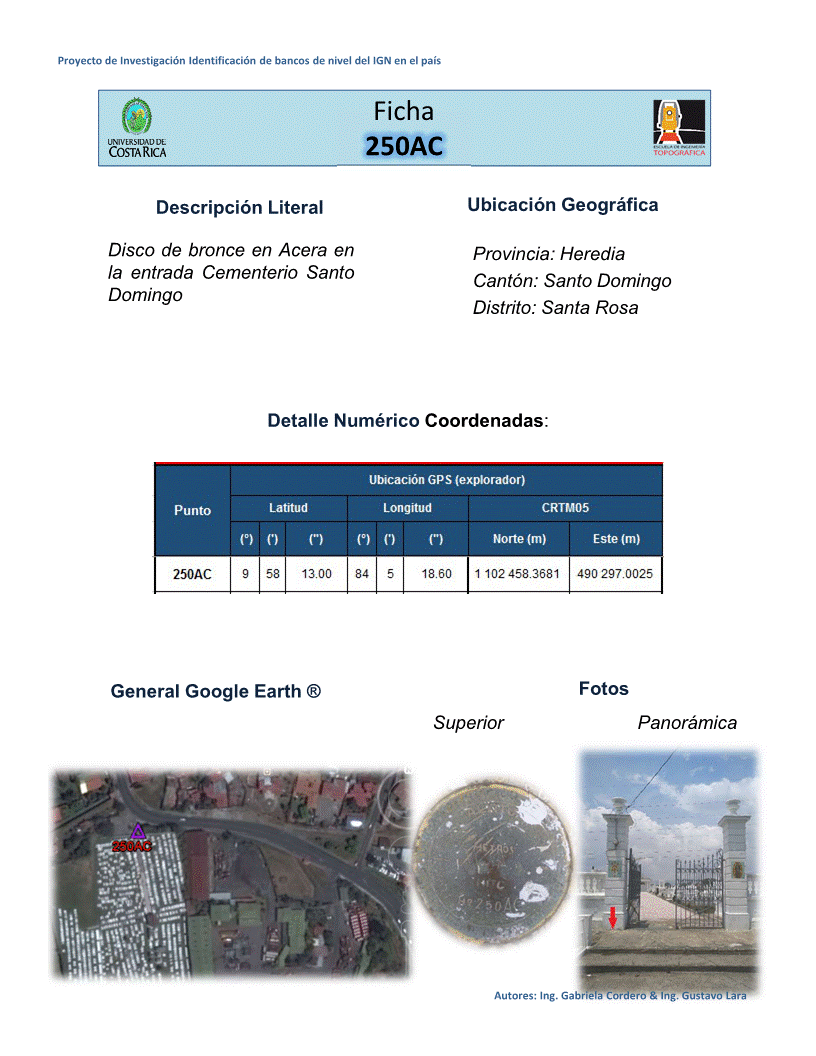 Proyecto de Investigación Identificación de bancos de nivel del IGN en el país
UNIVERSIDAD DE
COSTA RICA
Ficha
250AC
ESCUELA DE INGENIERÍA
TOPOGRÁFICA
Descripción Literal
Disco de bronce en Acera en
la entrada Cementerio Santo
Domingo
Ubicación Geográfica
Provincia: Heredia
Cantón: Santo Domingo
Distrito: Santa Rosa
Detalle Numérico Coordenadas:
Punto
Ubicación GPS (explorador)
Latitud Longitud CRTM05
(°) (') (") (°) (') (") Norte (m) Este (m)
250AC 9 58 13.00 84 5 18.60 1 102 458.3681 490 297.0025
General Google Earth ®
Fotos
Superior Panorámica
250AC
250AC
Autores: Ing. Gabriela Cordero & Ing. Gustavo Lara